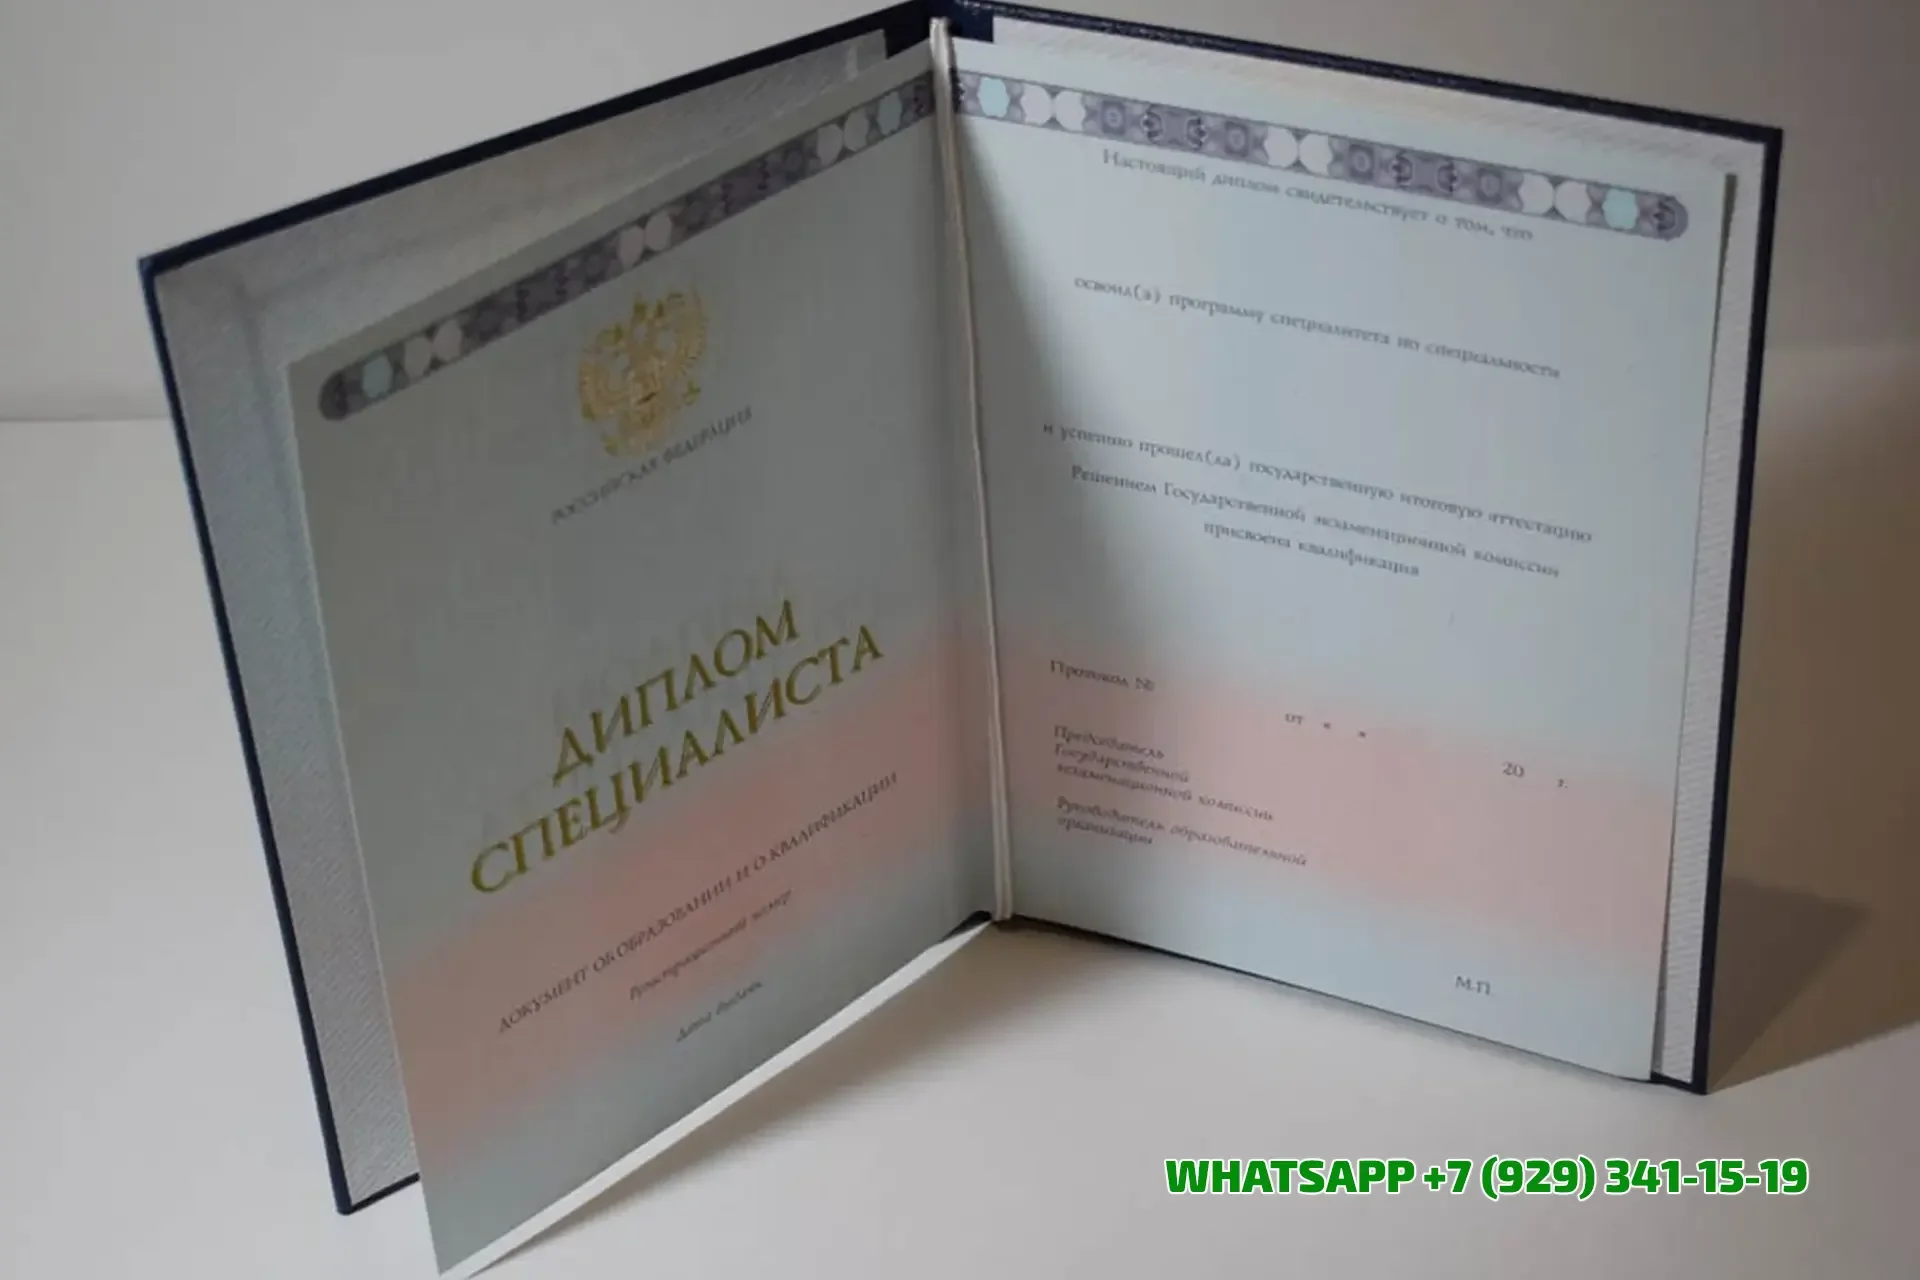 РОССИЙСКАЯ ФЕДЕРАЦИЯ
ДИПЛОМ
СПЕЦИАЛИСТА
ДОКУМЕНТ ОБ ОБРАЗОВАНИИ И О КВАЛИФИКАЦИИ
Регистрационный номер
Дата выдачи
Настоящий диплом свидетельствует о том, что
освоил(а) программу специалитета по специальности
и успешно прошел(ла) государственную итоговую аттестацию
Решением Государственной экзаменационной комиссии
присвоена квалификация
Протокол №
от « » 20 г.
Председатель
Государственной
экзаменационной комиссии
Руководитель образовательной
организации
М.П.
WHATSAPP +7 (929) 341-15-19